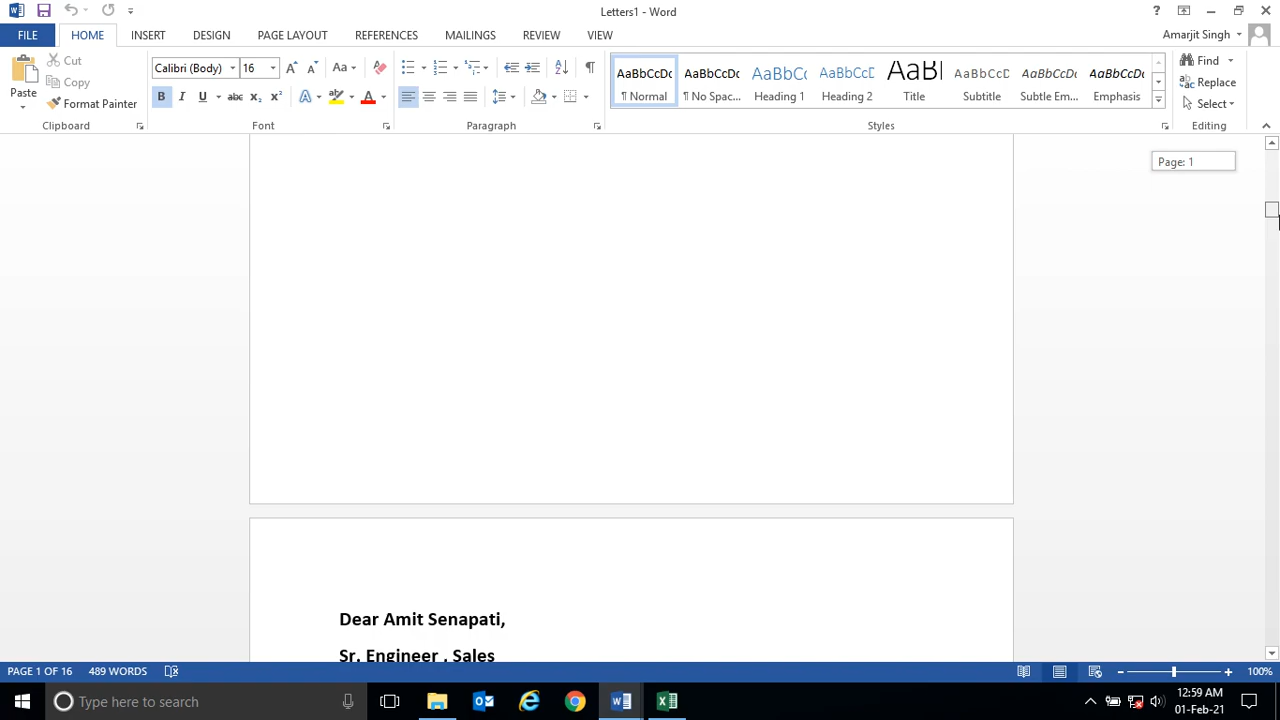 Letters1 - Word
FILE HOME INSERT DESIGN PAGE LAYOUT REFERENCES MAILINGS REVIEW VIEW Amarjit Singh
Cut
Copy
Paste
Format Painter
Calibri (Body) 16
AaBbCcDc AaBbCcDc AaBbCc AaBbCcD AaBl AaBbCcD AaBbCcDc AaBbCcDc
¶ Normal ¶ No Spac... Heading 1 Heading 2 Title Subtitle Subtle Em... Emphasis
Find
Replace
Select
Clipboard Font Paragraph Styles Editing
Page: 1
Dear Amit Senapati,
Sr. Engineer , Sales
PAGE 1 OF 16 489 WORDS 100%
Type here to search
12:59 AM
01-Feb-21